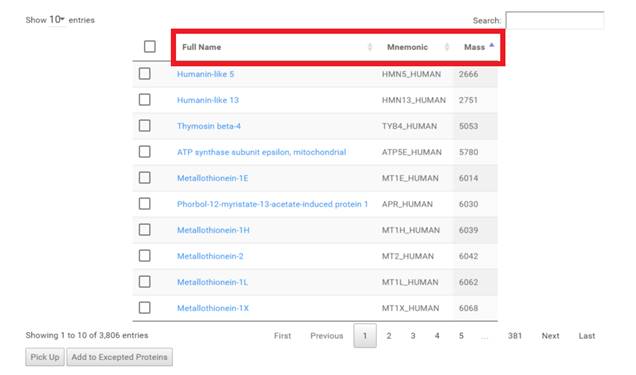 Show 10 entries Search:
Full Name Mnemonic Mass
Humanin-like 5 HMN5_HUMAN 2666
Humanin-like 13 HMN13_HUMAN 2751
Thymosin beta-4 TYB4_HUMAN 5053
ATP synthase subunit epsilon, mitochondrial ATP5E_HUMAN 5780
Metallothionein-1E MT1E_HUMAN 6014
Phorbol-12-myristate-13-acetate-induced protein 1 APR_HUMAN 6030
Metallothionein-1H MT1H_HUMAN 6039
Metallothionein-2 MT2_HUMAN 6042
Metallothionein-1L MT1L_HUMAN 6062
Metallothionein-1X MT1X_HUMAN 6068
Showing 1 to 10 of 3,806 entries First Previous 1 2 3 4 5 ... 381 Next Last
Pick Up Add to Excepted Proteins